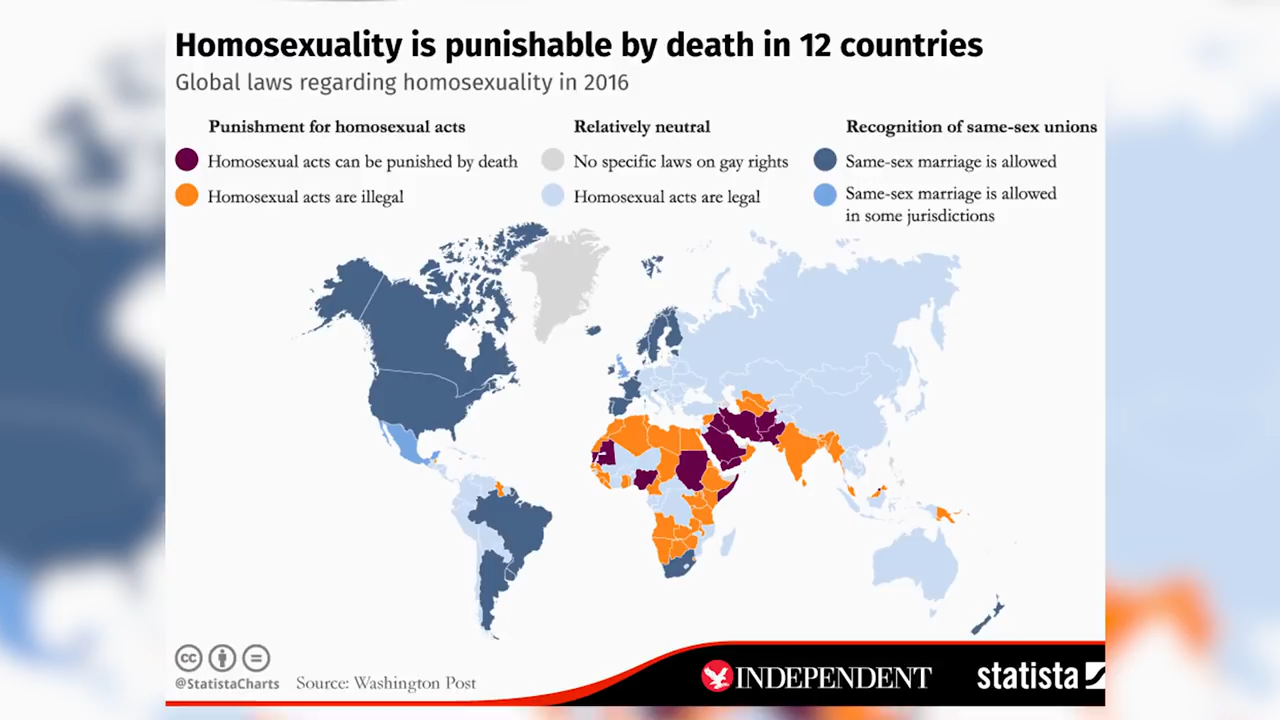 Homosexuality is punishable by death in 12 countries
Global laws regarding homosexuality in 2016
Punishment for homosexual acts
Homosexual acts can be punished by death
Homosexual acts are illegal
Relatively neutral
No specific laws on gay rights
Homosexual acts are legal
Recognition of same-sex unions
Same-sex marriage is allowed
Same-sex marriage is allowed
in some jurisdictions
cc
@StatistaCharts
Source: Washington Post
INDEPENDENT
statista